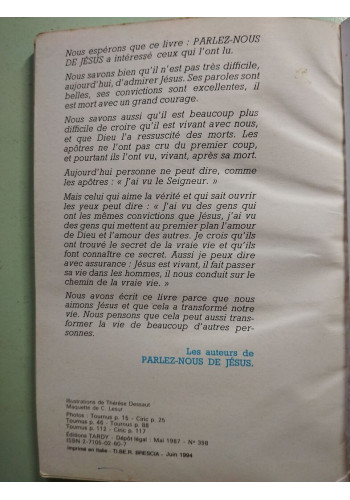 Nous espérons que ce livre : PARLEZ-NOUS
DE JÉSUS a intéressé ceux qui l'ont lu.
Nous savons bien qu'il n'est pas très difficile,
aujourd'hui, d'admirer Jésus. Ses paroles sont
belles, ses convictions sont excellentes, il
est mort avec un grand courage.
Nous savons aussi qu'il est beaucoup plus
difficile de croire qu'il est vivant avec nous,
et que Dieu l'a ressuscité des morts. Les
apôtres ne l'ont pas cru du premier coup,
et pourtant ils l'ont vu, vivant, après sa mort.
Aujourd'hui personne ne peut dire, comme
les apôtres : « J'ai vu le Seigneur. »
Mais celui qui aime la vérité et qui sait ouvrir
les yeux peut dire : « J'ai vu des gens qui
ont les mêmes convictions que Jésus, j'ai vu
des gens qui mettent au premier plan l'amour
de Dieu et l'amour des autres. Je crois qu'ils
ont trouvé le secret de la vraie vie et qu'ils
font connaître ce secret. Aussi je peux dire
avec assurance : Jésus est vivant, il fait passer
sa vie dans les hommes, il nous conduit sur le
chemin de la vraie vie. »
Nous avons écrit ce livre parce que nous
aimons Jésus et que cela a transformé notre
vie. Nous pensons que cela peut aussi trans-
former la vie de beaucoup d'autres per-
sonnes.
Les auteurs de
PARLEZ-NOUS DE JÉSUS.
Illustrations de Thérèse
Maquette de C. Lesur
Photos : Tournus p. 15 - Ciric p. 25
Tournus p. 46 - Tournus p. 88
Tournus p. 112 - Ciric p. 117
Editions TARDY - Dépôt légal : Mai 1987 - N° 398
ISBN 2-7105-02-80-7
Imprimé en Italie - TI.BE.R. BRESCIA - Juin 1994